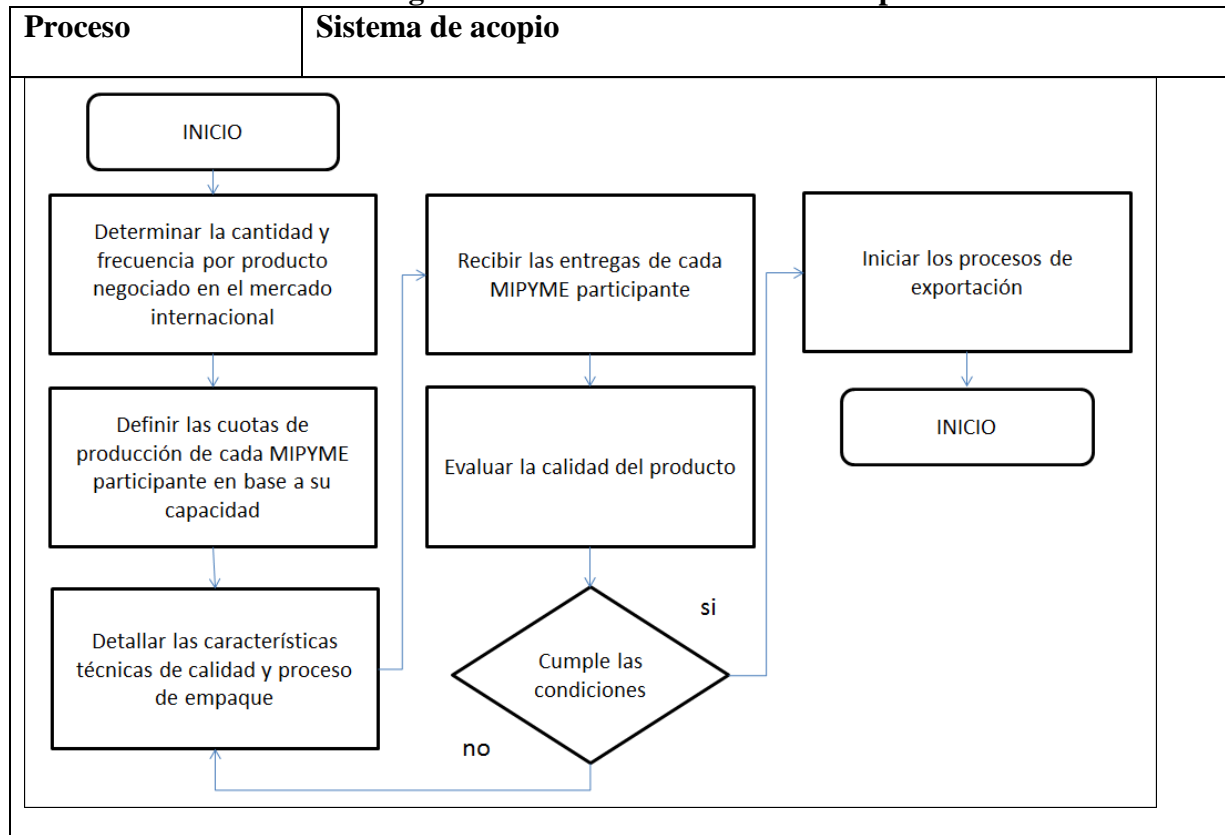 Proceso
Sistema de acopio
INICIO
Determinar la cantidad y
frecuencia por producto
negociado en el mercado
internacional
Definir las cuotas de
producción de cada MIPYME
participante en base a su
capacidad
Detallar las características
técnicas de calidad y proceso
de empaque
Recibir las entregas de cada
MIPYME participante
Evaluar la calidad del producto
Cumple las
condiciones
si
no
Iniciar los procesos de
exportación
INICIO